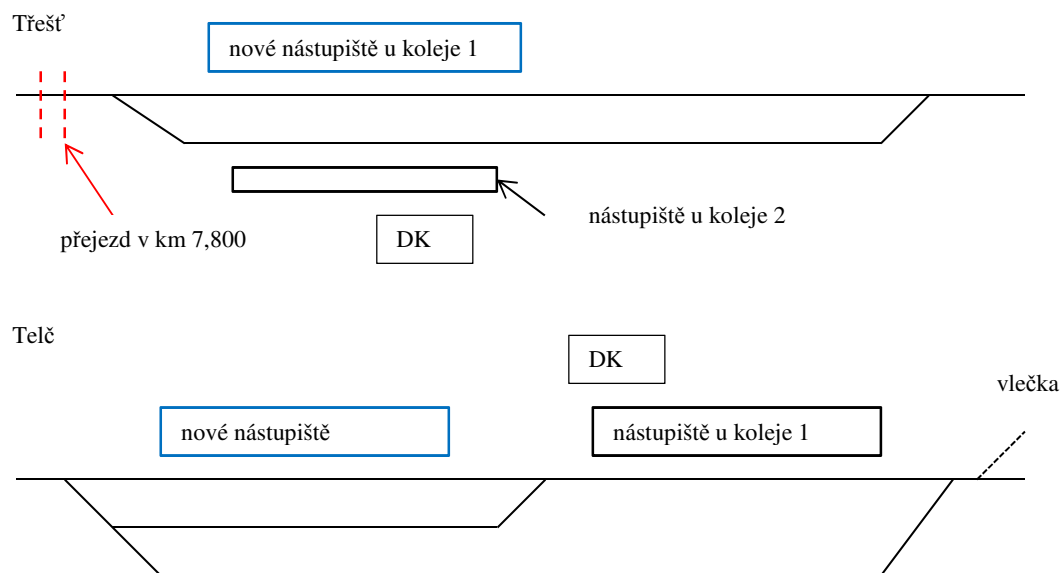 Třešť
nové nástupiště u koleje 1
nástupiště u koleje 2
DK
přejezd v km 7,800
Telč
DK
vlečka
nové nástupiště
nástupiště u koleje 1